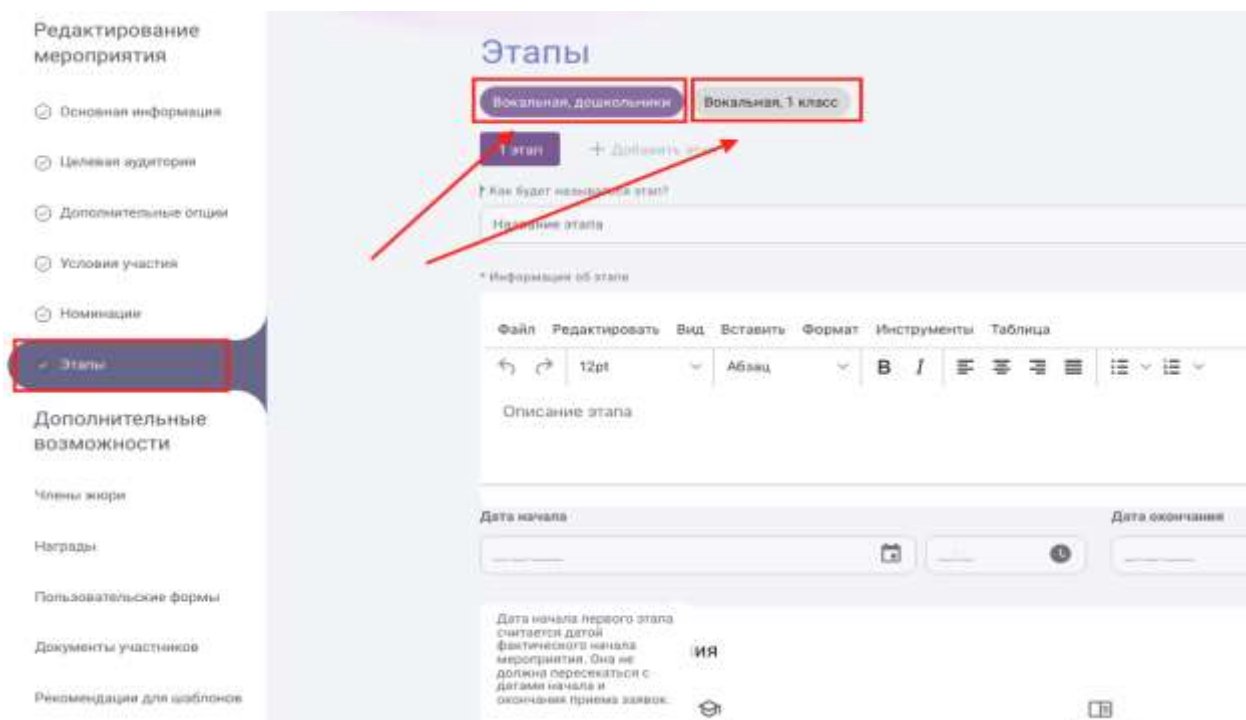 Редактирование
мероприятия
Основная информация
Целевая аудитория
Дополнительные опции
Условия участия
Номинации
Этапы
Дополнительные
возможности
Члены жюри
Награды
Пользовательские формы
Документы участников
Рекомендации для шаблонов
Этапы
Вокальная, дошкольники
Вокальная, 1 класс
1 этап
+ Добавить этап
* Как будет называться этап?
Название этапа
* Информация об этапе
Файл Редактировать Вид Вставить Формат Инструменты Таблица
12pt Абзац B I
Описание этапа
Дата начала
Дата окончания
Дата начала первого этапа
считается датой
фактического начала
мероприятия. Она не
должна пересекаться с
датами начала и
окончания приема заявок.
ия